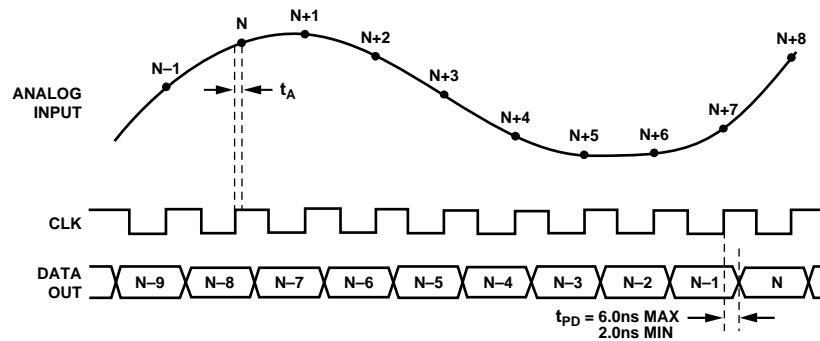 N+1
N
N+2
N+8
N–1
tA
N+3
N+7
ANALOG
INPUT
N+4
N+5
N+6
CLK
DATA
OUT
N–9 N–8 N–7 N–6 N–5 N–4 N–3 N–2 N–1 N
tPD = 6.0ns MAX
2.0ns MIN